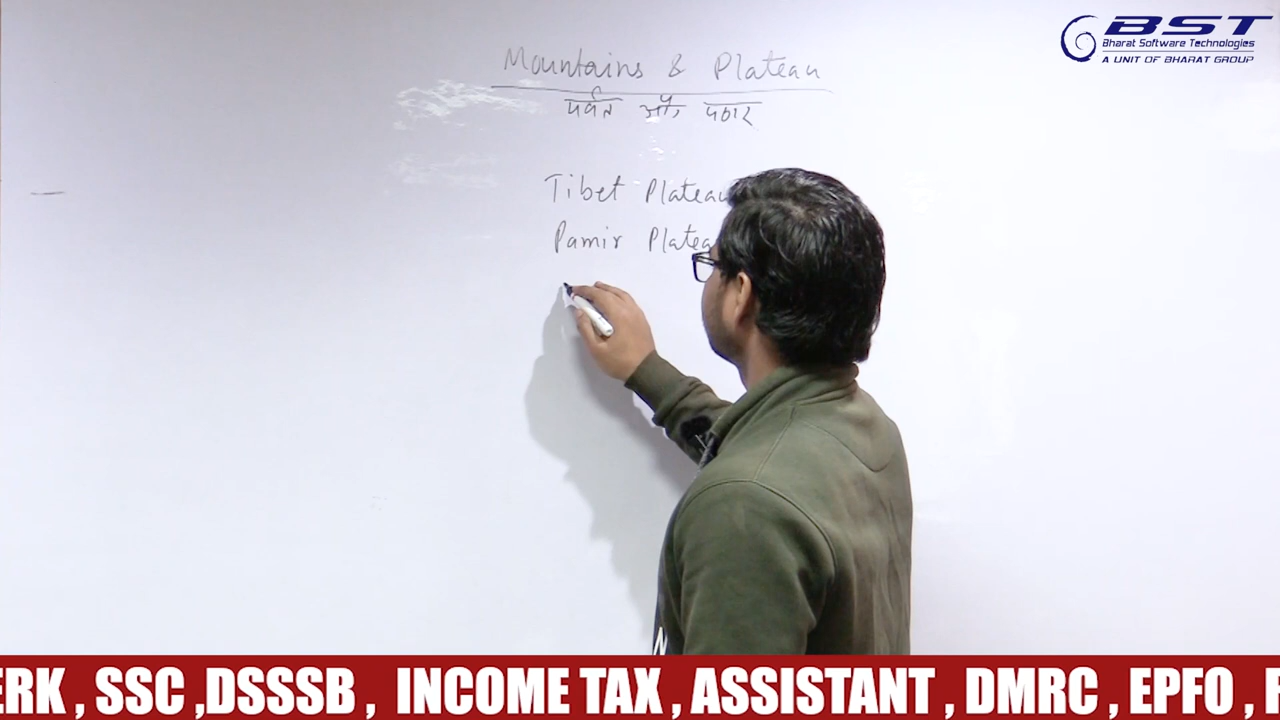 BST
Bharat Software Technologies
A UNIT OF BHARAT GROUP
Mountains & Plateau
पर्वत और पठार
Tibet Plateau
Pamir Platea
ERK , SSC ,DSSSB , INCOME TAX , ASSISTANT , DMRC , EPFO ,